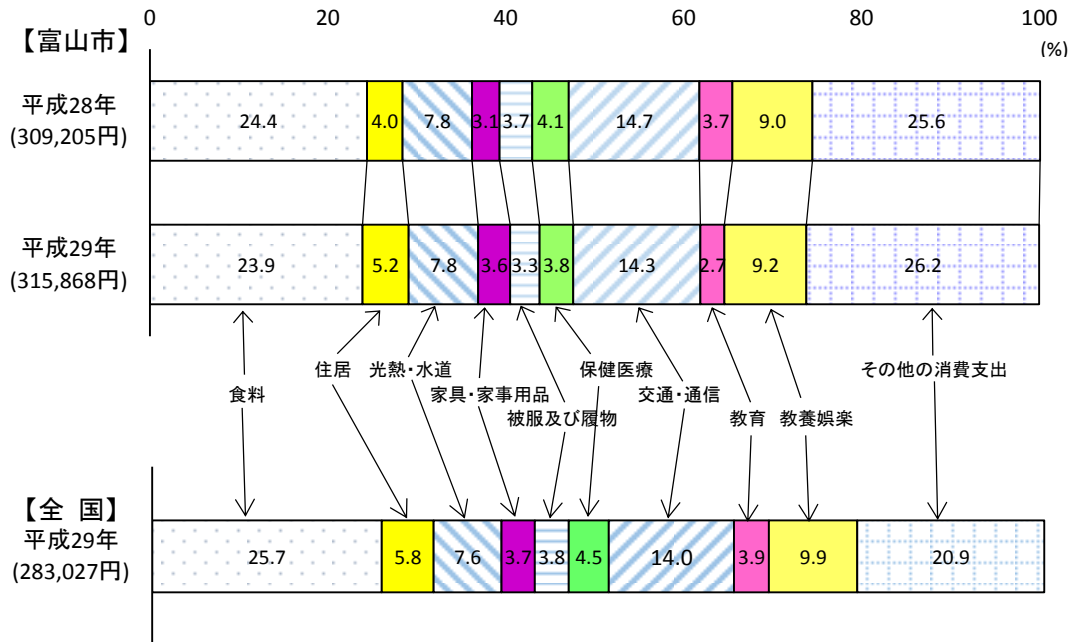 0 20 40 60 80 100
(%)
【富山市】
平成28年
(309,205円)
24.4 4.0 7.8 3.1 3.7 4.1 14.7 3.7 9.0 25.6
平成29年
(315,868円)
23.9 5.2 7.8 3.6 3.3 3.8 14.3 2.7 9.2 26.2
食料 住居 光熱・水道 家具・家事用品 被服及び履物 保健医療 交通・通信 教育 教養娯楽 その他の消費支出
【全 国】
平成29年
(283,027円)
25.7 5.8 7.6 3.7 3.8 4.5 14.0 3.9 9.9 20.9